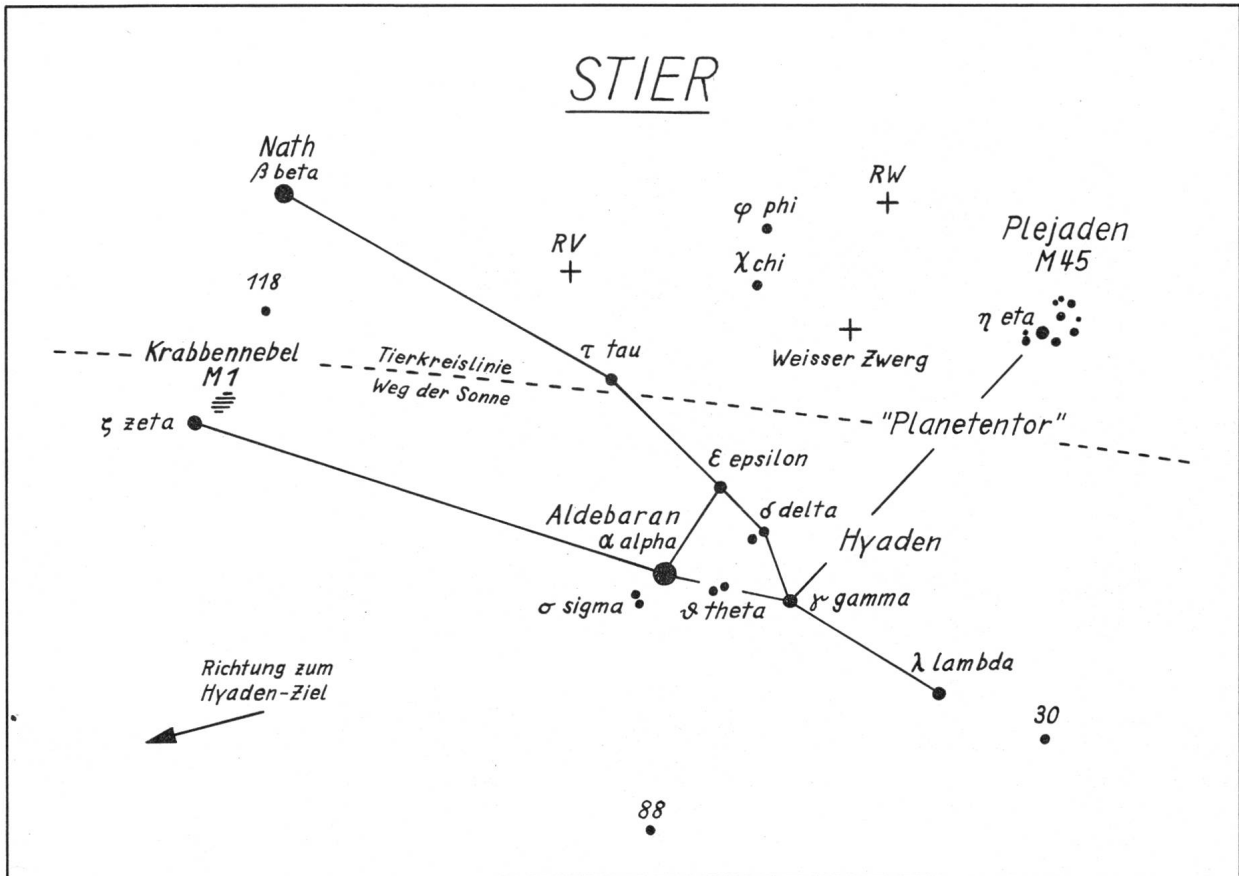 STIER
Nath
β beta
RV
φ phi
χ chi
RW
Plejaden
M45
η eta
118
Krabbennebel
M1
Tierkreislinie
Weg der Sonne
τ tau
Weisser Zwerg
"Planetentor"
ζ zeta
ε epsilon
Aldebaran
α alpha
δ delta
Hyaden
σ sigma
ϑ theta
γ gamma
λ lambda
Richtung zum
Hyaden-Ziel
30
88